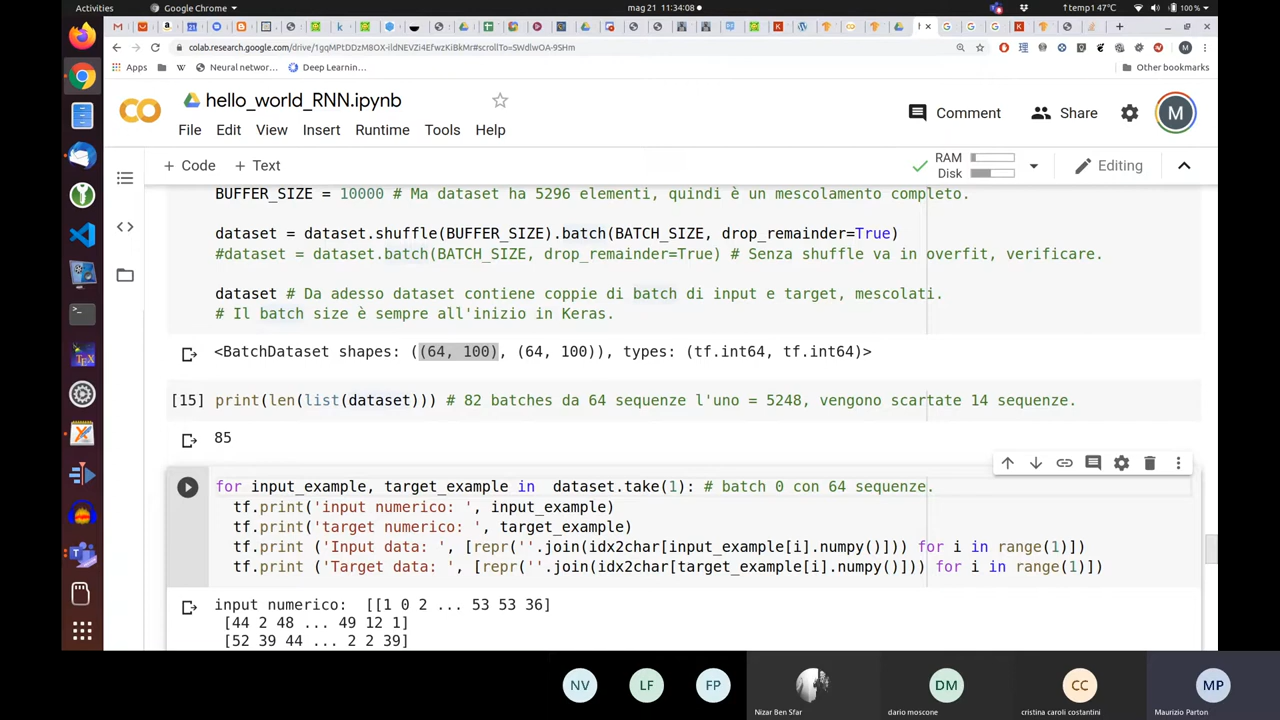 Activities
Google Chrome
mag 21 11:34:08
temp1 47°C
100 %
colab.research.google.com/drive/1gqMPtDDzM8OX-ildNEVZi4EfwzKiBkMr#scrollTo=SWdlwOA-9SHm
Apps
Neural networ...
Deep Learnin...
Other bookmarks
hello_world_RNN.ipynb
Comment
Share
M
File Edit View Insert Runtime Tools Help
+ Code + Text
RAM
Disk
Editing
BUFFER_SIZE = 10000 # Ma dataset ha 5296 elementi, quindi è un mescolamento completo.
dataset = dataset.shuffle(BUFFER_SIZE).batch(BATCH_SIZE, drop_remainder=True)
#dataset = dataset.batch(BATCH_SIZE, drop_remainder=True) # Senza shuffle va in overfit, verificare.
dataset # Da adesso dataset contiene coppie di batch di input e target, mescolati.
# Il batch size è sempre all'inizio in Keras.
<BatchDataset shapes: ((64, 100), (64, 100)), types: (tf.int64, tf.int64)>
[15] print(len(list(dataset))) # 82 batches da 64 sequenze l'uno = 5248, vengono scartate 14 sequenze.
85
for input_example, target_example in  dataset.take(1): # batch 0 con 64 sequenze.
tf.print('input numerico: ', input_example)
tf.print('target numerico: ', target_example)
tf.print ('Input data: ', [repr(''.join(idx2char[input_example[i].numpy()])) for i in range(1)])
tf.print ('Target data: ', [repr(''.join(idx2char[target_example[i].numpy()])) for i in range(1)])
input numerico:  [[1 0 2 ... 53 53 36]
[44 2 48 ... 49 12 1]
[52 39 44 ... 2 2 39]
NV
LF
FP
Nizar Ben Sfar
DM
dario moscone
CC
cristina caroli costantini
MP
Maurizio Parton